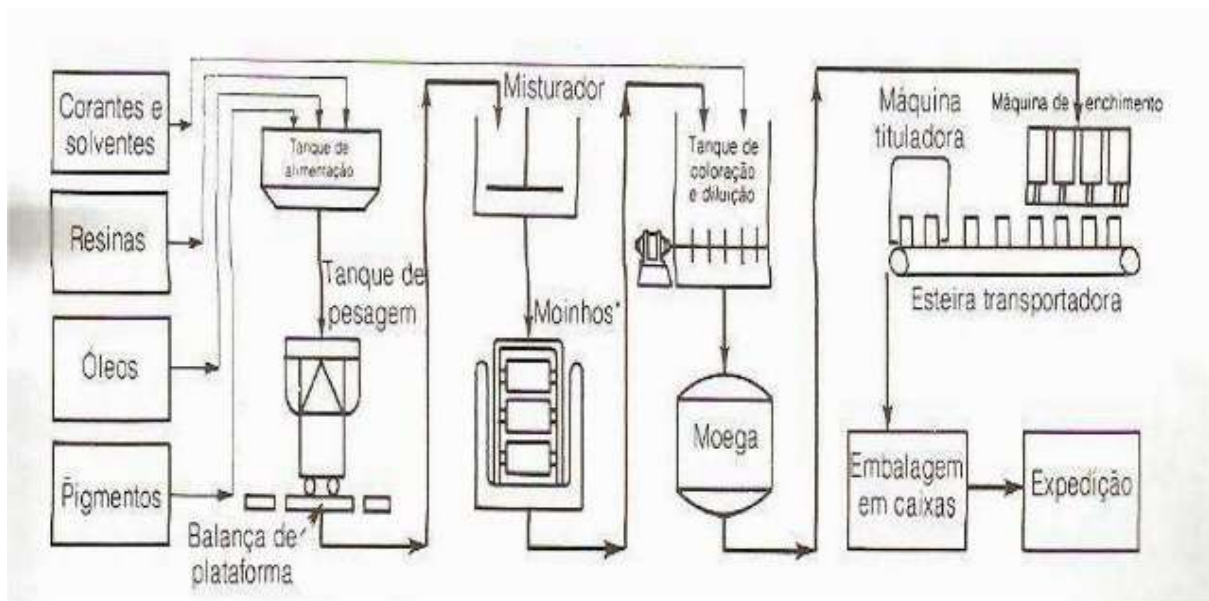 Corantes e
solventes
Resinas
Óleos
Pigmentos
Tanque de
alimentação
Tanque de
pesagem
Balança de
plataforma
Misturador
Moinhos*
Tanque de
coloração
e diluição
Moega
Máquina
tituladora
Máquina de enchimento
Esteira transportadora
Embalagem
em caixas
Expedição